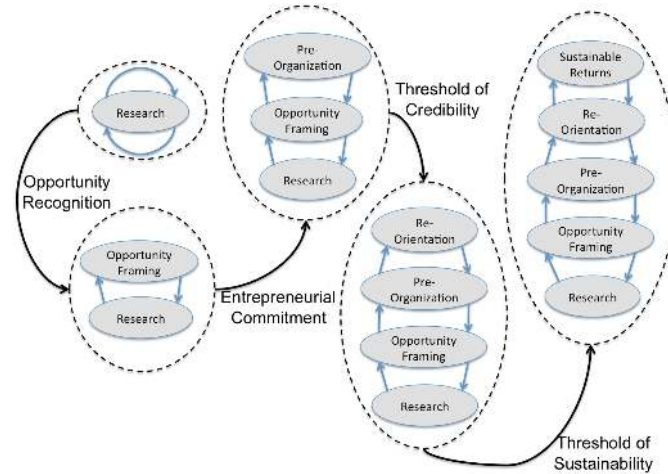 Research
Opportunity
Recognition
Opportunity
Framing
Research
Entrepreneurial
Commitment
Pre-
Organization
Opportunity
Framing
Research
Threshold of
Credibility
Re-
Orientation
Pre-
Organization
Opportunity
Framing
Research
Threshold of
Sustainability
Sustainable
Returns
Re-
Orientation
Pre-
Organization
Opportunity
Framing
Research